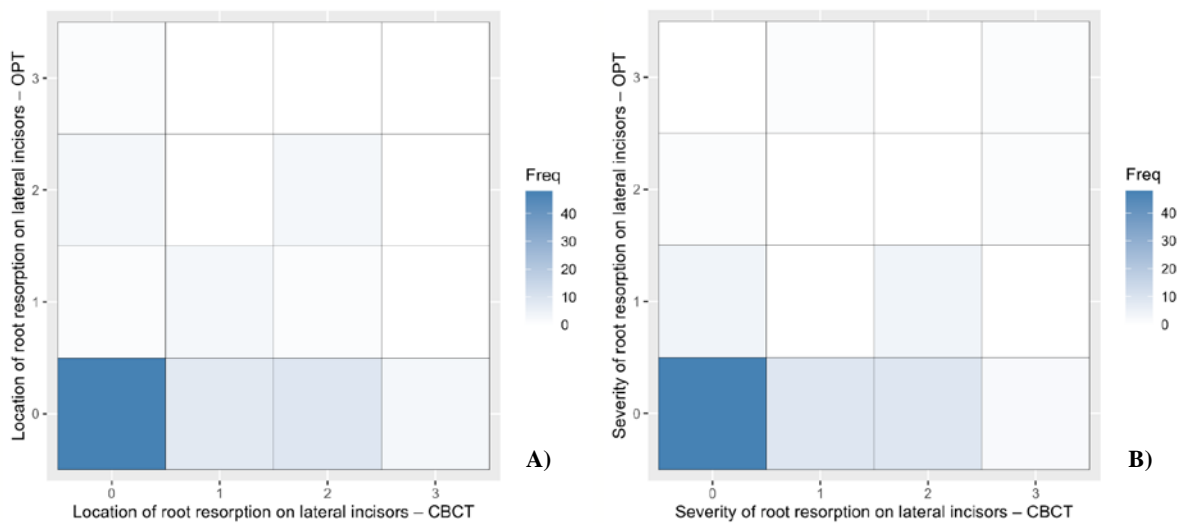 Location of root resorption on lateral incisors – OPT
3
2
1
0
0 1 2 3
Location of root resorption on lateral incisors – CBCT
Freq
40
30
20
10
0
A)
Severity of root resorption on lateral incisors – OPT
3
2
1
0
0 1 2 3
Severity of root resorption on lateral incisors – CBCT
Freq
40
30
20
10
0
B)